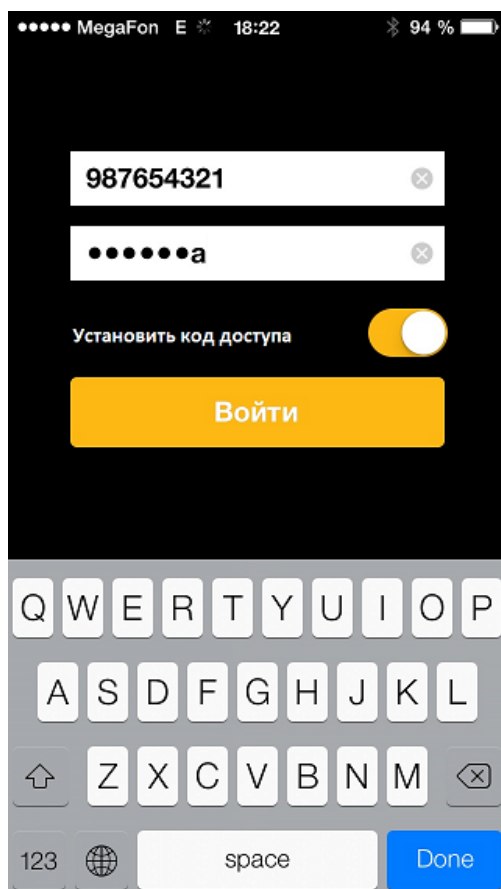 ●●●●● MegaFon E 18:22 94 %
987654321
●●●●●●a
Установить код доступа
Войти
Q W E R T Y U I O P
A S D F G H J K L
Z X C V B N M
123 space Done